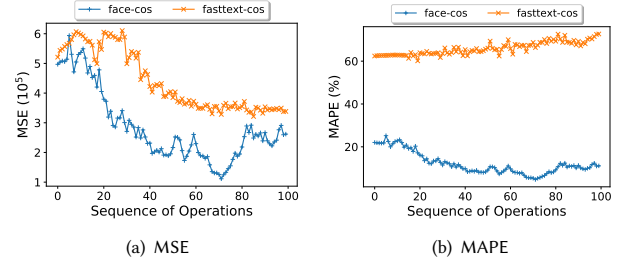 face-cos fasttext-cos
6
5
4
3
2
1
MSE (10⁵)
0 20 40 60 80 100
Sequence of Operations
(a) MSE
face-cos fasttext-cos
60
40
20
MAPE (%)
0 20 40 60 80 100
Sequence of Operations
(b) MAPE